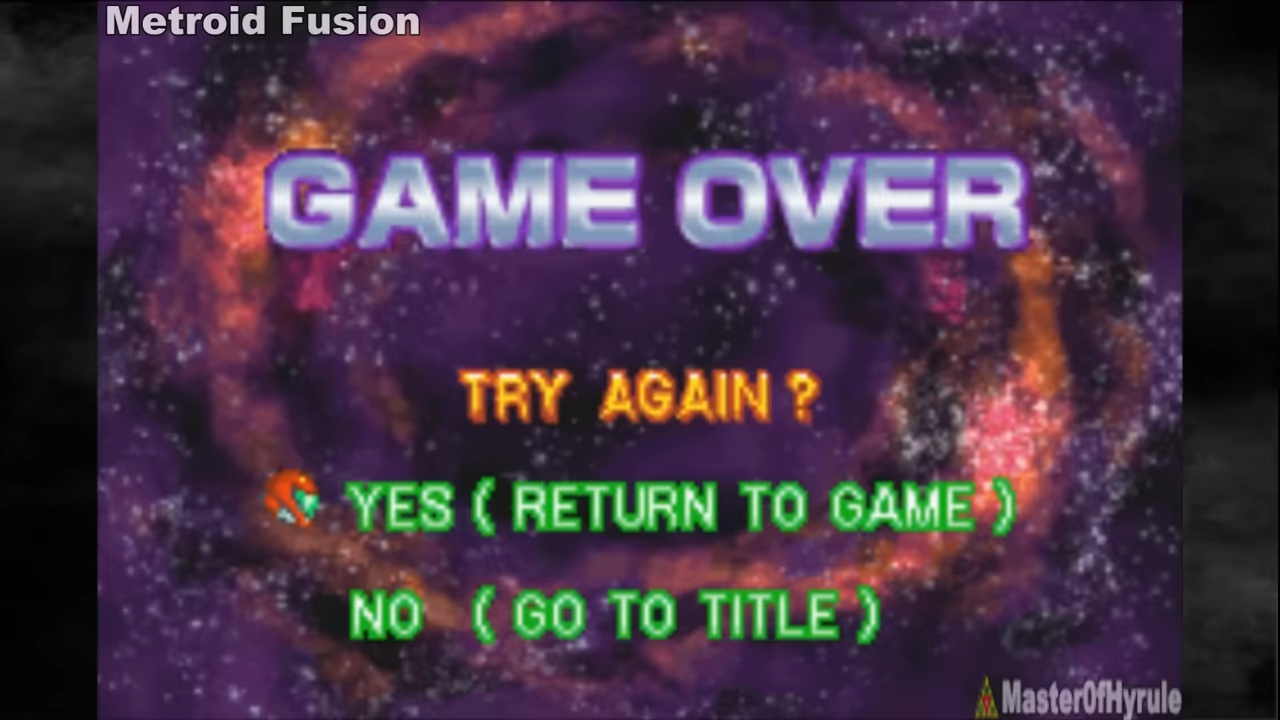 Metroid Fusion
GAME OVER
TRY AGAIN ?
YES ( RETURN TO GAME )
NO ( GO TO TITLE )
MasterOfHyrule